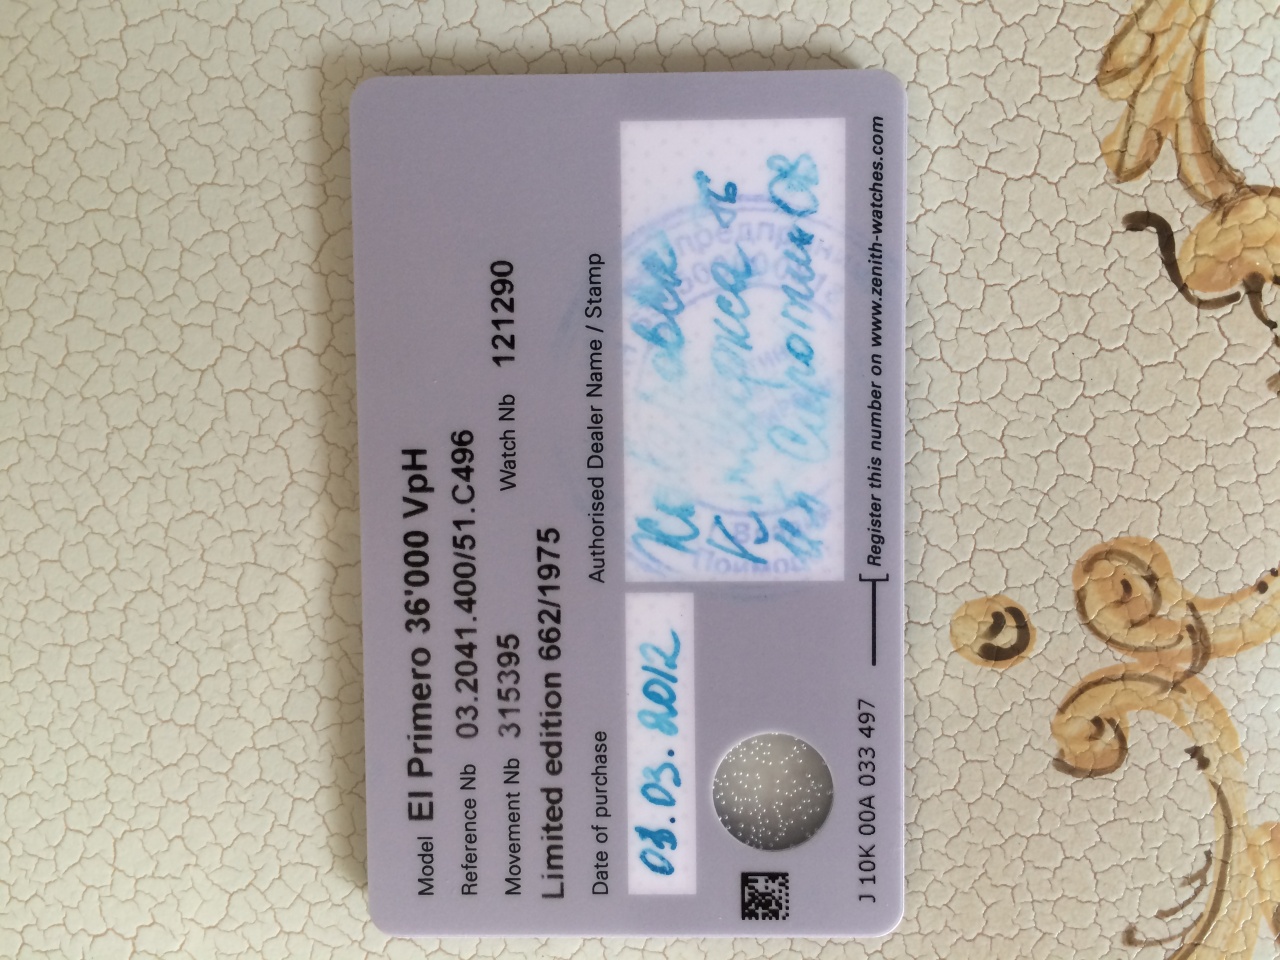 Model El Primero 36'000 VpH
Reference Nb 03.2041.400/51.C496
Movement Nb 315395 Watch Nb 121290
Limited edition 662/1975
Date of purchase Authorised Dealer Name / Stamp
03.03.2012
Register this number on www.zenith-watches.com
J 10K 00A 033 497